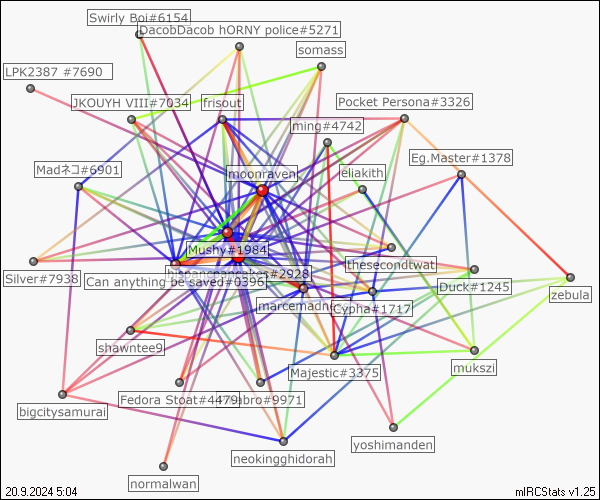 Swirly Boi#6154
DacobDacob hORNY police#5271
somass
LPK2387 #7690
JKOUYH VIII#7034
frisout
Pocket Persona#3326
ming#4742
Eg.Master#1378
Madネコ#6901
moonraven
eliakith
Mushy#1984
thesecondtwat
Silver#7938
#2928
Can anything be saved#0396
Duck#1245
zebula
Cypha#1717
shawntee9
Majestic#3375
mukszi
Fedora Stoat#4479
#9971
bigcitysamurai
yoshimanden
neokingghidorah
normalwan
20.9.2024 5:04
mIRCStats v1.25